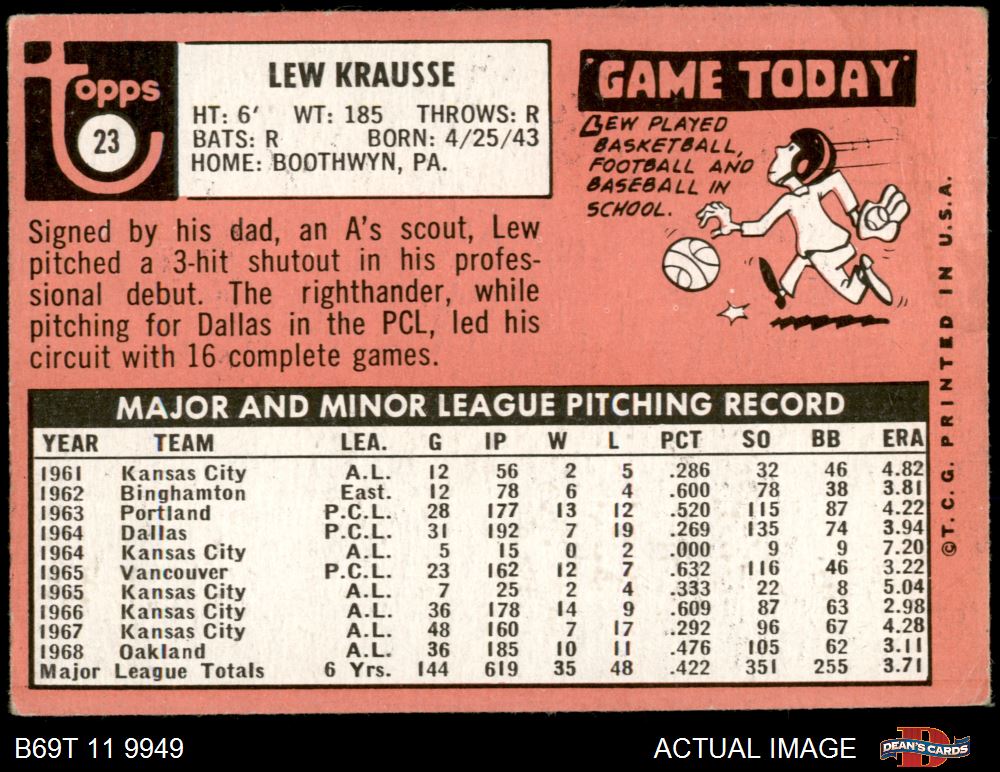 Topps
23
LEW KRAUSSE
HT: 6' WT: 185 THROWS: R
BATS: R BORN: 4/25/43
HOME: BOOTHWYN, PA.
"GAME TODAY"
LEW PLAYED
BASKETBALL,
FOOTBALL AND
BASEBALL IN
SCHOOL.
Signed by his dad, an A's scout, Lew
pitched a 3-hit shutout in his profes-
sional debut. The righthander, while
pitching for Dallas in the PCL, led his
circuit with 16 complete games.
MAJOR AND MINOR LEAGUE PITCHING RECORD
YEAR TEAM LEA. G IP W L PCT SO BB ERA
1961 Kansas City A.L. 12 56 2 5 .286 32 46 4.82
1962 Binghamton East. 12 78 6 4 .600 78 38 3.81
1963 Portland P.C.L. 28 177 13 12 .520 115 87 4.22
1964 Dallas P.C.L. 31 192 7 19 .269 135 74 3.94
1964 Kansas City A.L. 5 15 0 2 .000 9 9 7.20
1965 Vancouver P.C.L. 23 162 12 7 .632 116 46 3.22
1965 Kansas City A.L. 7 25 2 4 .333 22 8 5.04
1966 Kansas City A.L. 36 178 14 9 .609 87 63 2.98
1967 Kansas City A.L. 48 160 7 17 .292 96 67 4.28
1968 Oakland A.L. 36 185 10 11 .476 105 62 3.11
Major League Totals 6 Yrs. 144 619 35 48 .422 351 255 3.71
©T.C.G. PRINTED IN U.S.A.
B69T 11 9949
ACTUAL IMAGE
DEAN'S CARDS